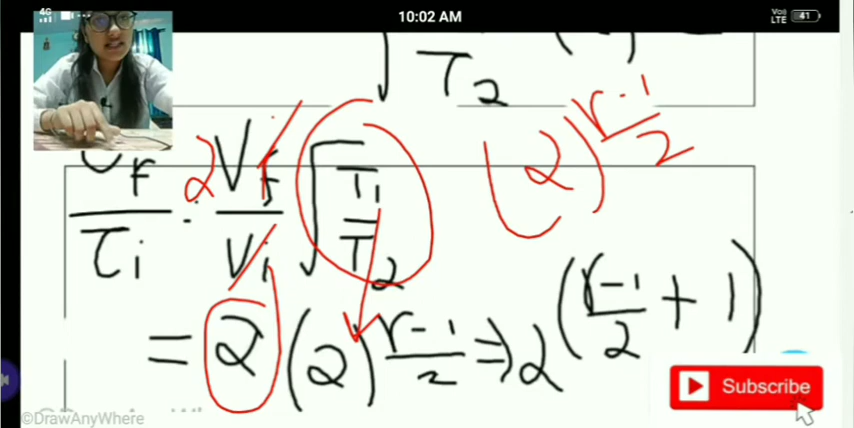 4G 10:02 AM Vo) LTE 41
√ T₂
(2)^(r-1)/2
τf/τi = 2 Vf/Vi √T₁/T₂
= 2 (2)^(r-1)/2 ⇒ 2^((r-1)/2 + 1)
Subscribe
©DrawAnyWhere